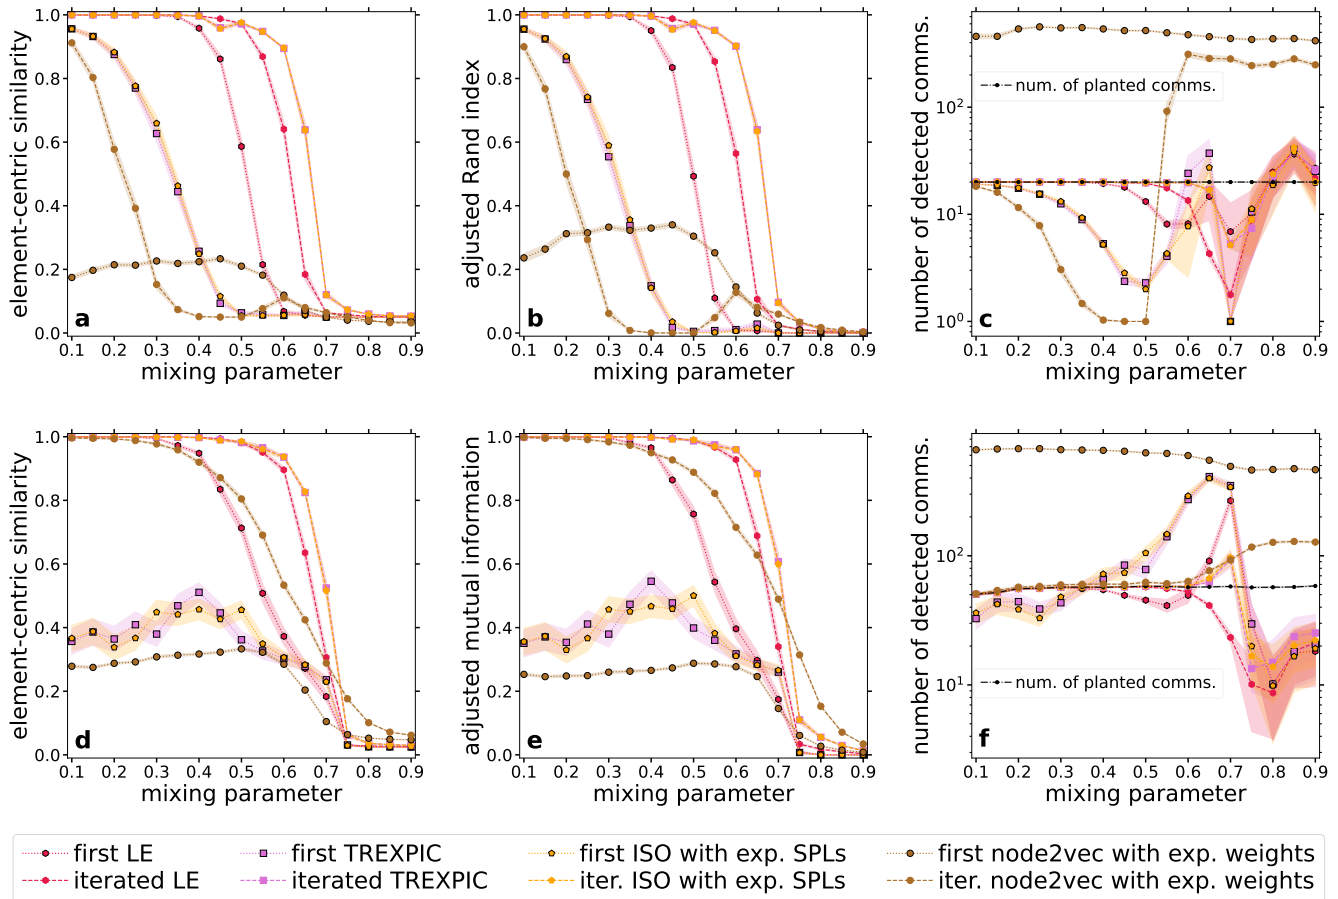 1.0
0.8
0.6
0.4
0.2
0.0
element-centric similarity
a
0.1 0.2 0.3 0.4 0.5 0.6 0.7 0.8 0.9
mixing parameter
1.0
0.8
0.6
0.4
0.2
0.0
adjusted Rand index
b
0.1 0.2 0.3 0.4 0.5 0.6 0.7 0.8 0.9
mixing parameter
10²
10¹
10⁰
number of detected comms.
num. of planted comms.
c
0.1 0.2 0.3 0.4 0.5 0.6 0.7 0.8 0.9
mixing parameter
1.0
0.8
0.6
0.4
0.2
0.0
element-centric similarity
d
0.1 0.2 0.3 0.4 0.5 0.6 0.7 0.8 0.9
mixing parameter
1.0
0.8
0.6
0.4
0.2
0.0
adjusted mutual information
e
0.1 0.2 0.3 0.4 0.5 0.6 0.7 0.8 0.9
mixing parameter
10²
10¹
number of detected comms.
num. of planted comms.
f
0.1 0.2 0.3 0.4 0.5 0.6 0.7 0.8 0.9
mixing parameter
first LE first TREXPIC first ISO with exp. SPLs first node2vec with exp. weights
iterated LE iterated TREXPIC iter. ISO with exp. SPLs iter. node2vec with exp. weights